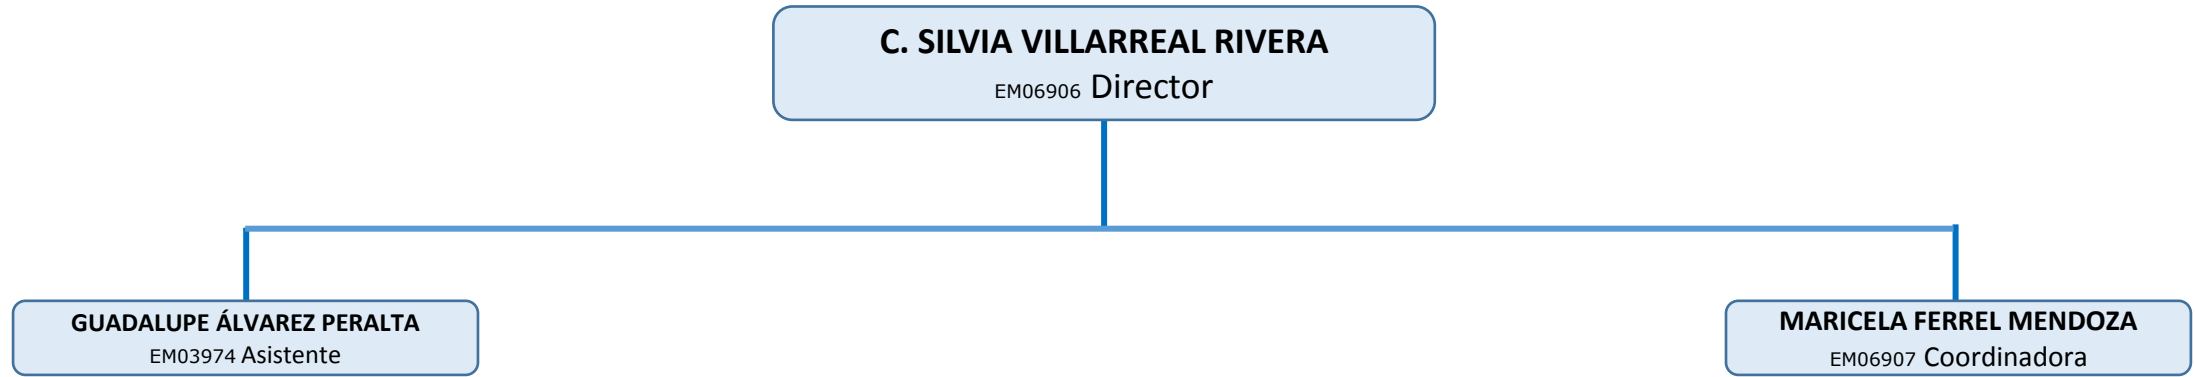 C. SILVIA VILLARREAL RIVERA
EM06906 Director
GUADALUPE ÁLVAREZ PERALTA
EM03974 Asistente
MARICELA FERREL MENDOZA
EM06907 Coordinadora